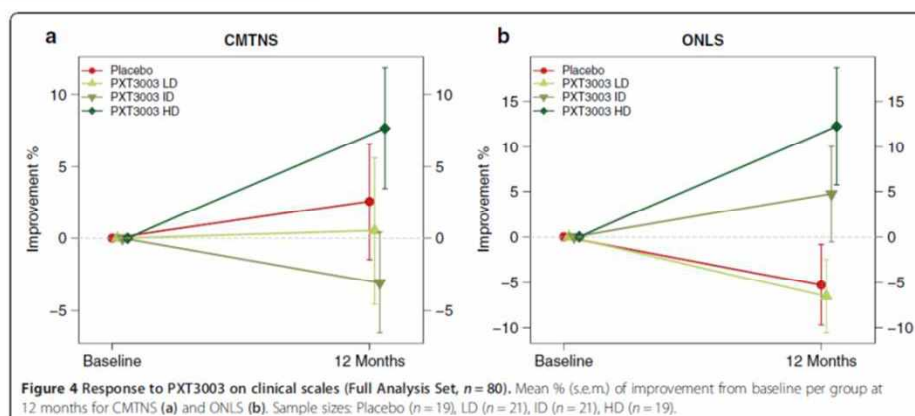 a
CMTNS
Placebo
PXT3003 LD
PXT3003 ID
PXT3003 HD
Improvement %
10
5
0
−5
10
5
0
5
Baseline
12 Months
b
ONLS
Placebo
PXT3003 LD
PXT3003 ID
PXT3003 HD
Improvement %
15
10
5
0
−5
−10
15
10
5
0
−5
−10
Baseline
12 Months
Figure 4 Response to PXT3003 on clinical scales (Full Analysis Set, n = 80). Mean % (s.e.m.) of improvement from baseline per group at
12 months for CMTNS (a) and ONLS (b). Sample sizes: Placebo (n = 19), LD (n = 21), ID (n = 21), HD (n = 19).